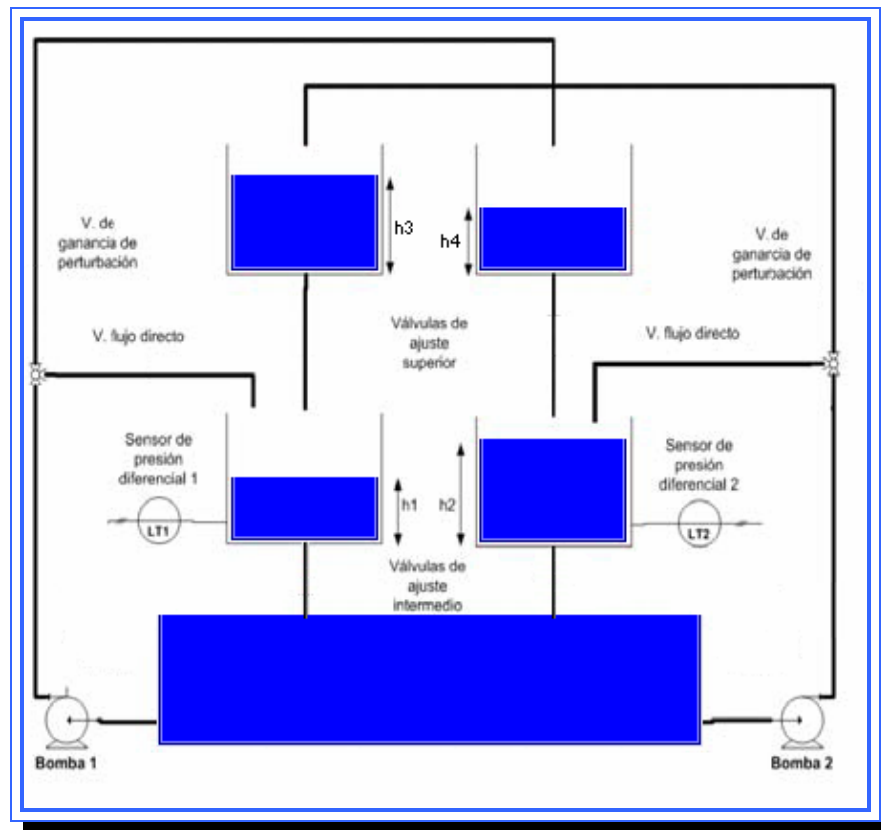 V. de
ganancia de
perturbación
h3
h4
V. de
ganancia de
perturbación
V. flujo directo
Válvulas de
ajuste
superior
V. flujo directo
Sensor de
presión
diferencial 1
LT1
h1
h2
Sensor de
presión
diferencial 2
LT2
Válvulas de
ajuste
intermedio
Bomba 1
Bomba 2